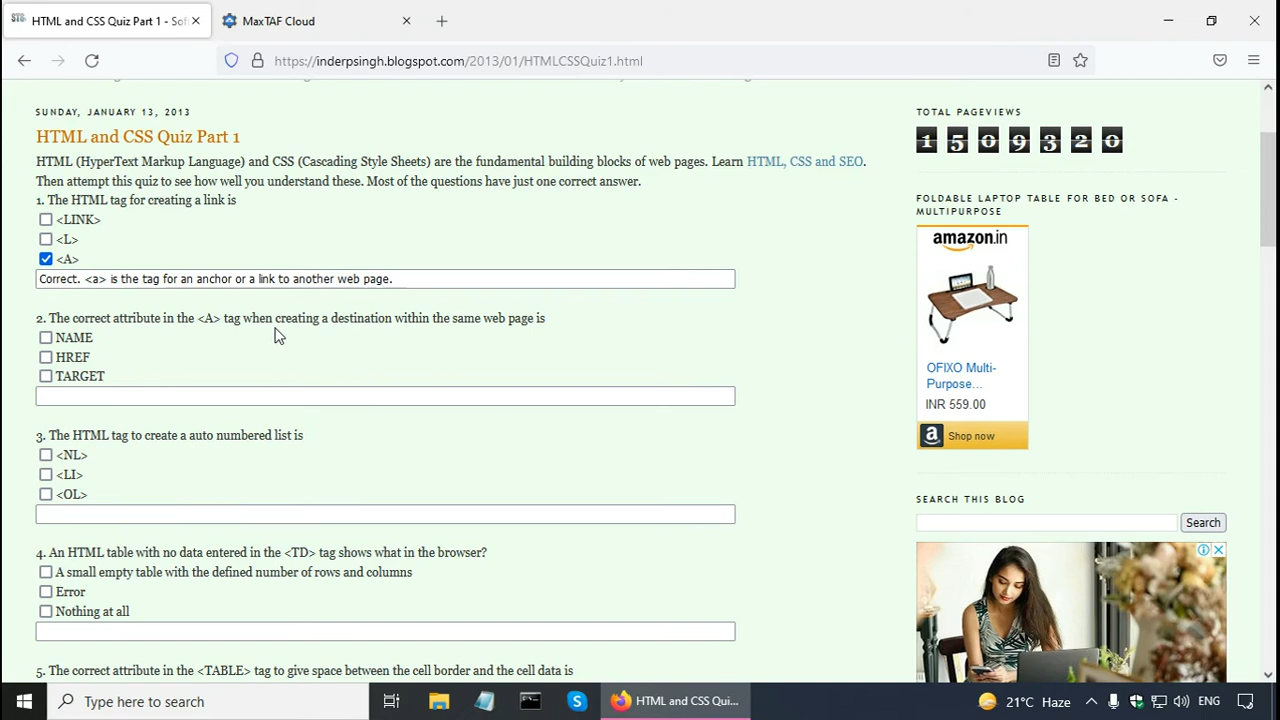 HTML and CSS Quiz Part 1 - Sof
MaxTAF Cloud
https://inderpsingh.blogspot.com/2013/01/HTMLCSSQuiz1.html
SUNDAY, JANUARY 13, 2013
HTML and CSS Quiz Part 1
HTML (HyperText Markup Language) and CSS (Cascading Style Sheets) are the fundamental building blocks of web pages. Learn HTML, CSS and SEO.
Then attempt this quiz to see how well you understand these. Most of the questions have just one correct answer.
1. The HTML tag for creating a link is
<LINK>
<L>
<A>
Correct. <a> is the tag for an anchor or a link to another web page.
2. The correct attribute in the <A> tag when creating a destination within the same web page is
NAME
HREF
TARGET
3. The HTML tag to create a auto numbered list is
<NL>
<LI>
<OL>
4. An HTML table with no data entered in the <TD> tag shows what in the browser?
A small empty table with the defined number of rows and columns
Error
Nothing at all
5. The correct attribute in the <TABLE> tag to give space between the cell border and the cell data is
TOTAL PAGEVIEWS
1 5 0 9 3 2 0
FOLDABLE LAPTOP TABLE FOR BED OR SOFA -
MULTIPURPOSE
amazon.in
OFIXO Multi-
Purpose...
INR 559.00
Shop now
SEARCH THIS BLOG
Search
Type here to search
HTML and CSS Qui...
21°C Haze
ENG